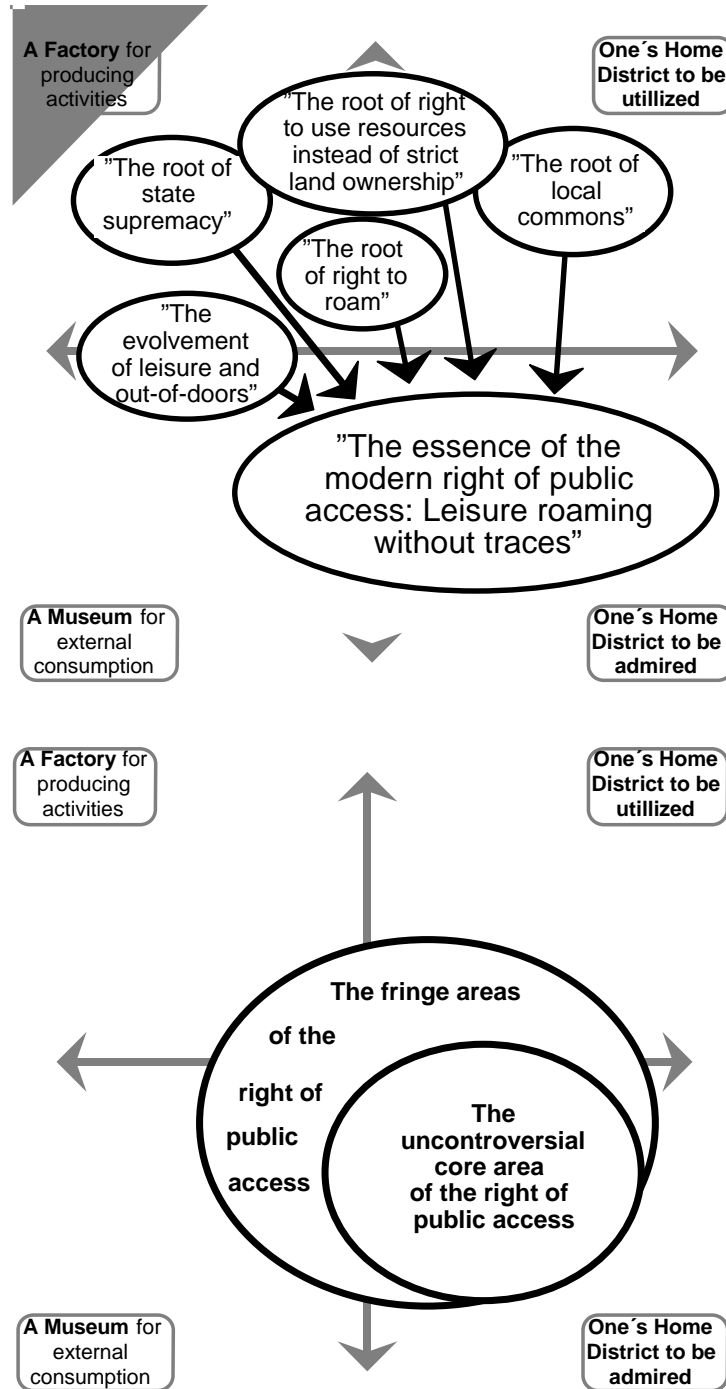 A Factory for
producing
activities
One´s Home
District to be
utillized
”The root of right
to use resources
instead of strict
land ownership”
”The root of
state
supremacy”
”The root of
local
commons”
”The root
of right to
roam”
”The
evolvement
of leisure and
out-of-doors”
”The essence of the
modern right of public
access: Leisure roaming
without traces”
A Museum for
external
consumption
One´s Home
District to be
admired
A Factory for
producing
activities
One´s Home
District to be
utillized
The fringe areas
of the
right of
public
access
The
uncontroversial
core area
of the right of
public access
A Museum for
external
consumption
One´s Home
District to be
admired